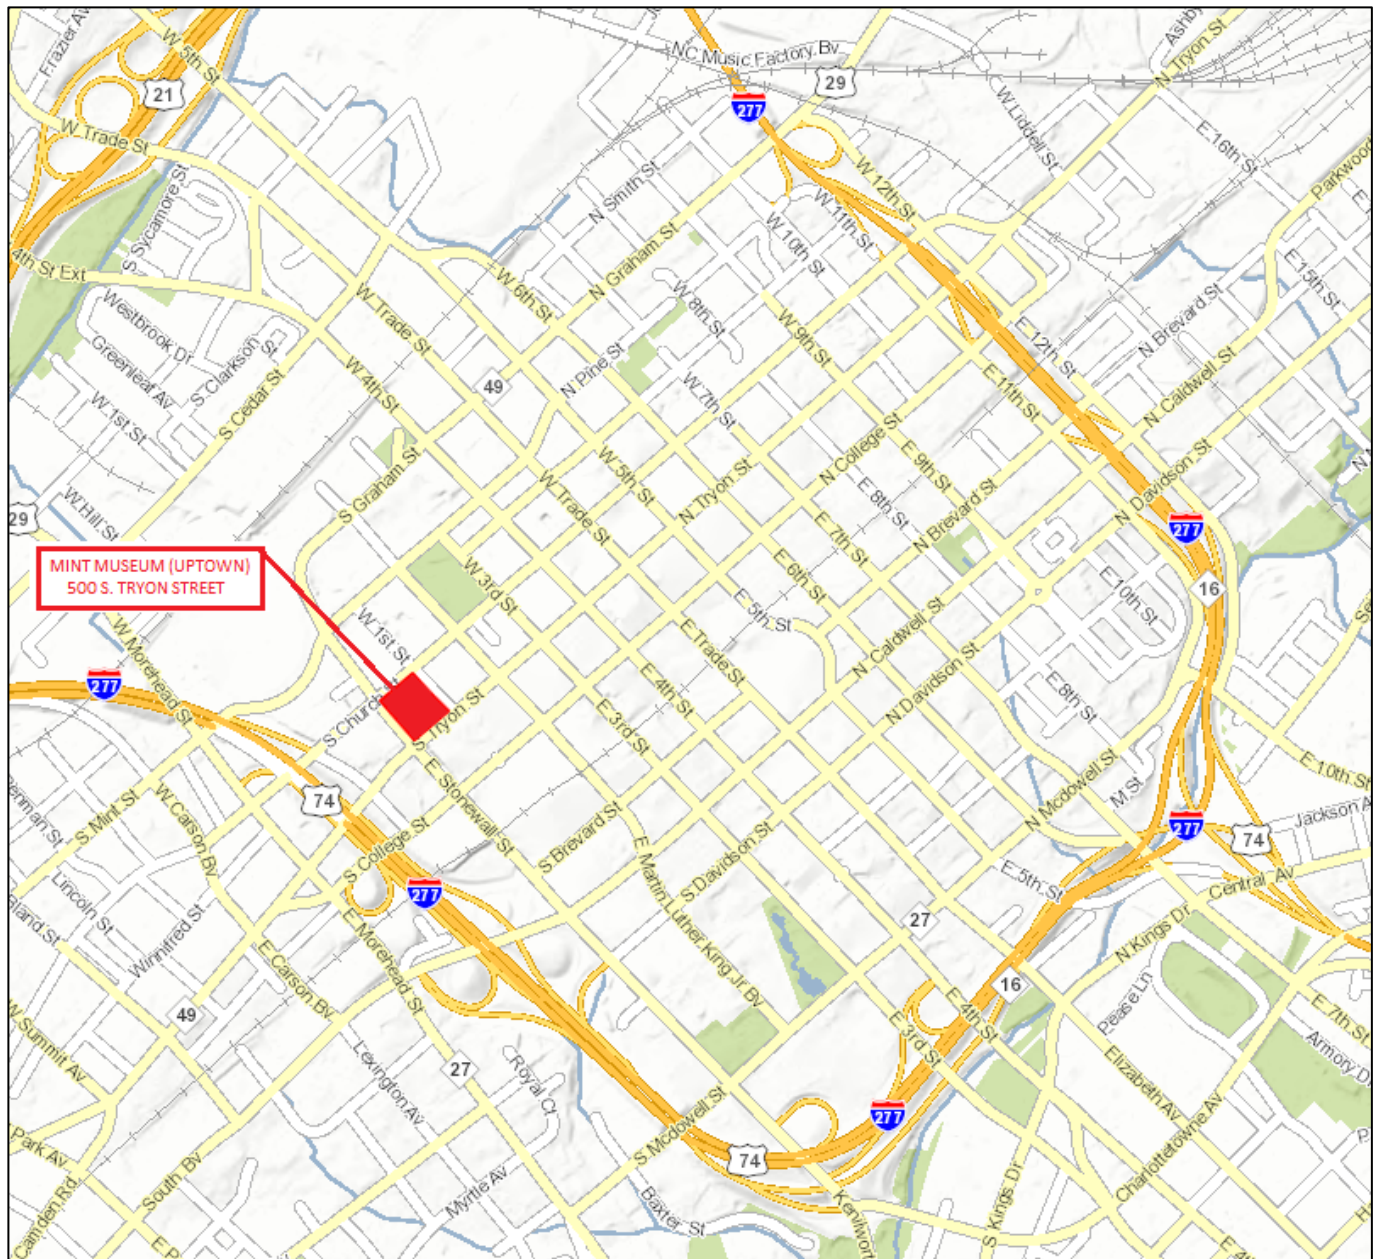 F.Frazier Av
W 5th St
21
W Trade St
S Sycamore St
4th St Ext
Westbrook Dr
Greenleaf Av
W 1st St
S Clarkson St
S Cedar St
W Hill St
29
NC Music Factory Bv
29
277
N Tryon St
Ashby
W Liddell St
E 16th St
Parkwood
N Smith St
W 12th St
W 11th St
W 10th St
N Graham St
W 6th St
W Trade St
W 4th St
49
N Pine St
W 8th St
W 9th St
W 7th St
E 15th St
N Brevard St
E 12th St
E 11th St
N Caldwell St
N College St
E 9th St
N Davidson St
S Graham St
W 5th St
W Trade St
N Tryon St
E 8th St
E 7th St
N Brevard St
277
16
MINT MUSEUM (UPTOWN)
500 S. TRYON STREET
W 3rd St
E 6th St
E 5th St
E 10th St
W 1st St
W Morehead St
277
E Trade St
N Caldwell St
E 4th St
E 3rd St
N Davidson St
E 8th St
S Church St
S Tryon St
E Stonewall St
E 10th St
N Mcdowell St
M St
74
S Mint St
W Carson Bv
S College St
S Brevard St
E Martin Luther King Jr Bv
S Davidson St
277
74
Jackson A
E 5th St
Central Av
277
Lincoln St
Winnifred St
Bland St
E Morehead St
E Carson Bv
27
N Kings Dr
16
Pease Ln
49
W Summit Av
E 4th St
E 3rd St
E 7th St
Armory D
Lexington Av
27
Royal Ct
Elizabeth Av
Charlottetowne Av
277
S Mcdowell St
74
Park Av
South Bv
Camden Rd
Myrtle Av
Baxter St
Kenilwort
S Kings Dr